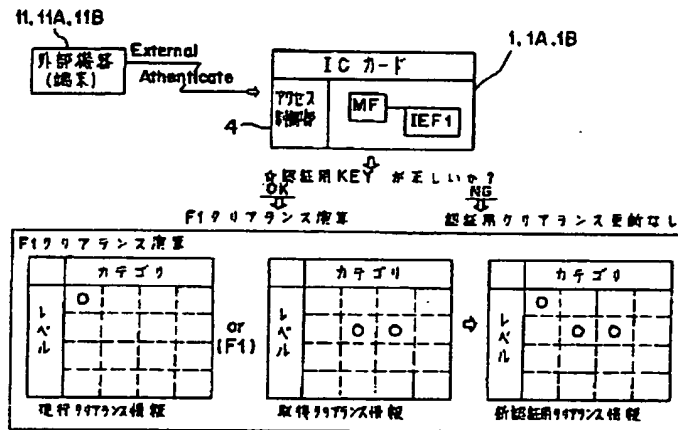 11, 11A, 11B
外部機器
(端末)
External
Athenticate
1, 1A, 1B
ICカード
アクセス
制御部
4
MF
IEF1
☆認証用KEY が正しいか?
OK
NG
F1クリアランス演算
認証用クリアランス更新なし
F1クリアランス演算
カテゴリ
レベル
現行クリアランス情報
or
(F1)
カテゴリ
レベル
取得クリアランス情報
カテゴリ
レベル
新認証用クリアランス情報